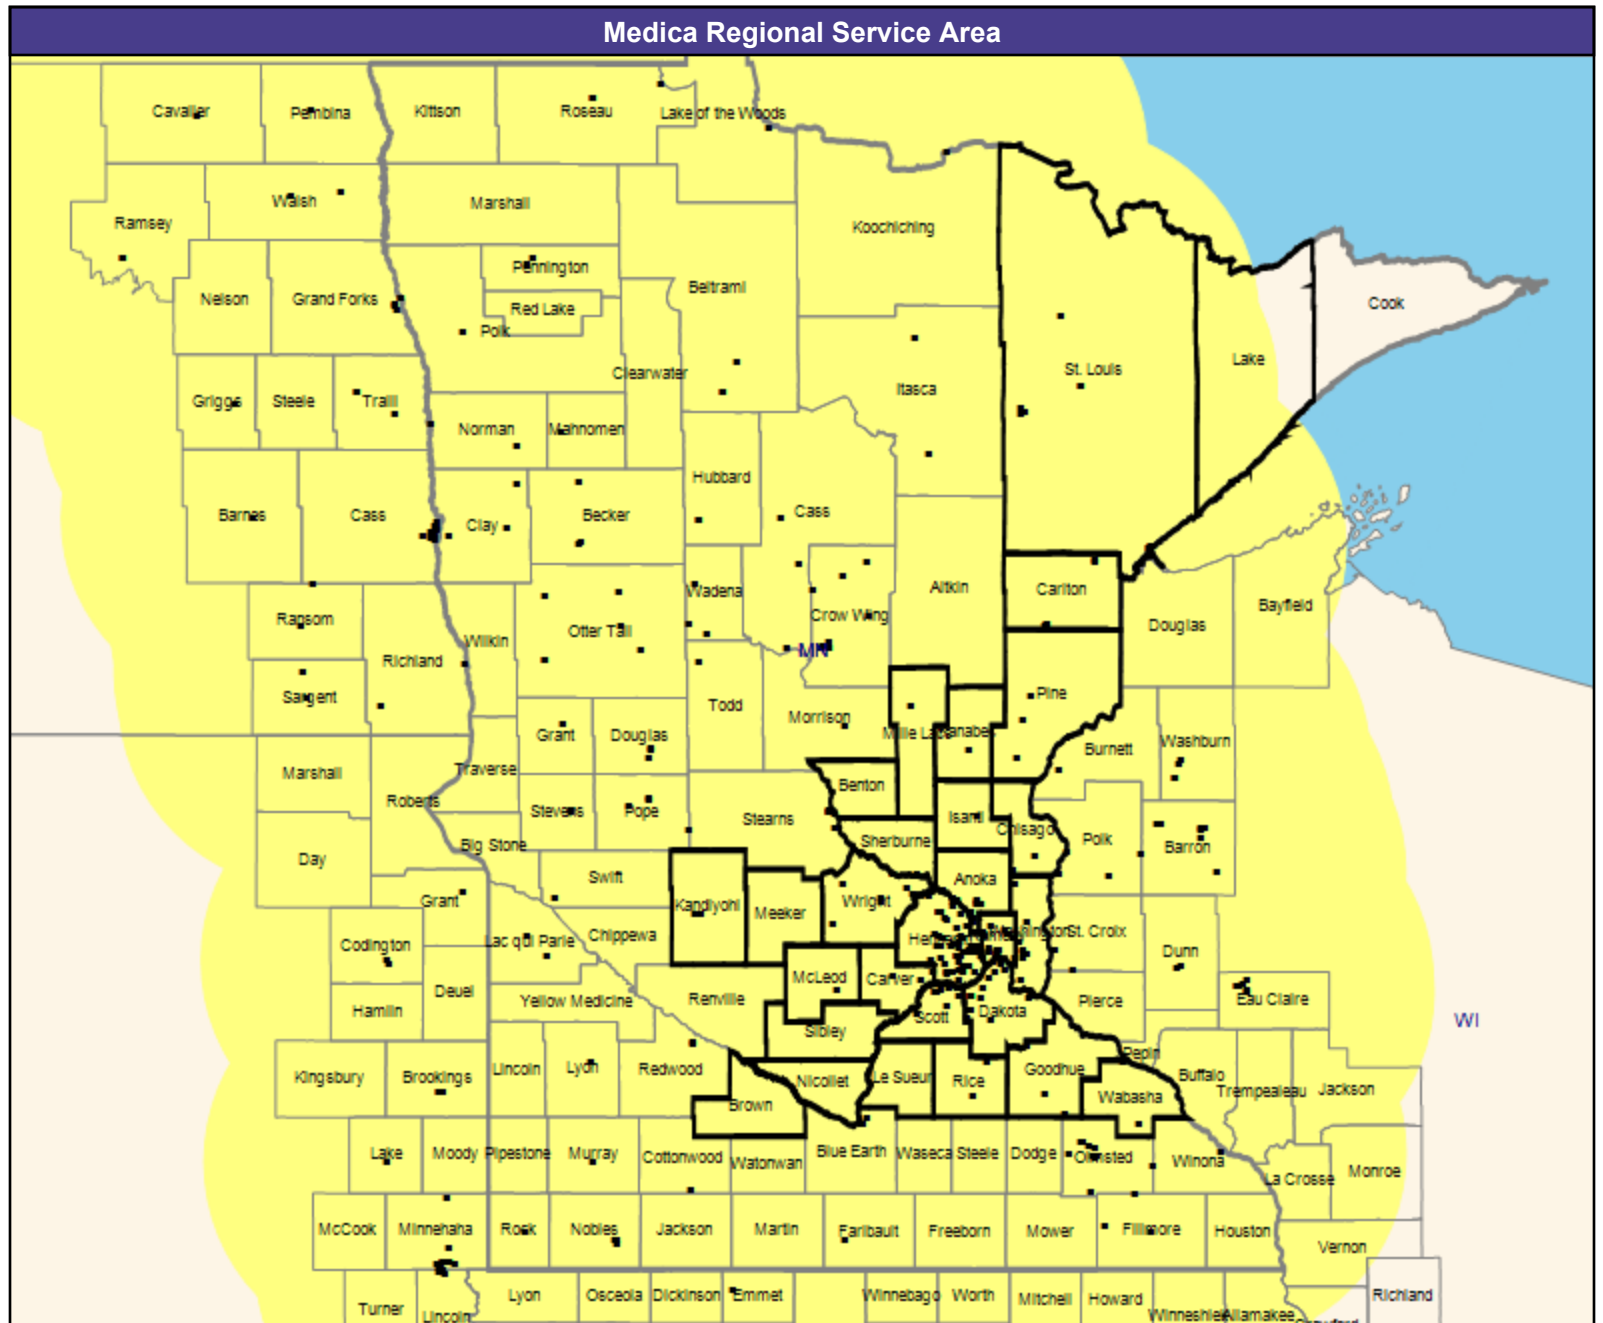 Medica Regional Service Area
Cavalier
Pembina
Kittson
Roseau
Lake of the Woods
Walsh
Marshall
Ramsey
Koochiching
Pennington
Nelson
Grand Forks
Red Lake
Beltrami
Cook
Polk
Lake
St. Louis
Clearwater
Itasca
Griggs
Steele
Traill
Norman
Mahnomen
Hubbard
Barnes
Cass
Clay
Becker
Cass
Wadena
Aitkin
Carlton
Bayfield
Ransom
Otter Tail
Crow Wing
Douglas
Wilkin
MN
Richland
Sargent
Todd
Pine
Morrison
Grant
Douglas
Mille Lacs
Kanabec
Burnett
Washburn
Marshall
Traverse
Benton
Roberts
Stevens
Pope
Stearns
Isanti
Chisago
Sherburne
Polk
Barron
Big Stone
Day
Swift
Anoka
Grant
Kandiyohi
Meeker
Wright
Codington
Lac qui Parle
Chippewa
Hennepin
Washington
St. Croix
Dunn
McLeod
Carver
Deuel
Yellow Medicine
Renville
Pierce
Eau Claire
Hamlin
Scott
Dakota
WI
Sibley
Pepin
Kingsbury
Brookings
Lincoln
Lyon
Redwood
Nicollet
Le Sueur
Rice
Goodhue
Buffalo
Trempealeau
Jackson
Brown
Wabasha
Lake
Moody
Pipestone
Murray
Cottonwood
Watonwan
Blue Earth
Waseca
Steele
Dodge
Olmsted
Winona
La Crosse
Monroe
McCook
Minnehaha
Rock
Nobles
Jackson
Martin
Faribault
Freeborn
Mower
Fillmore
Houston
Vernon
Turner
Lincoln
Lyon
Osceola
Dickinson
Emmet
Winnebago
Worth
Mitchell
Howard
Winneshiek
Allamakee
Crawford
Richland